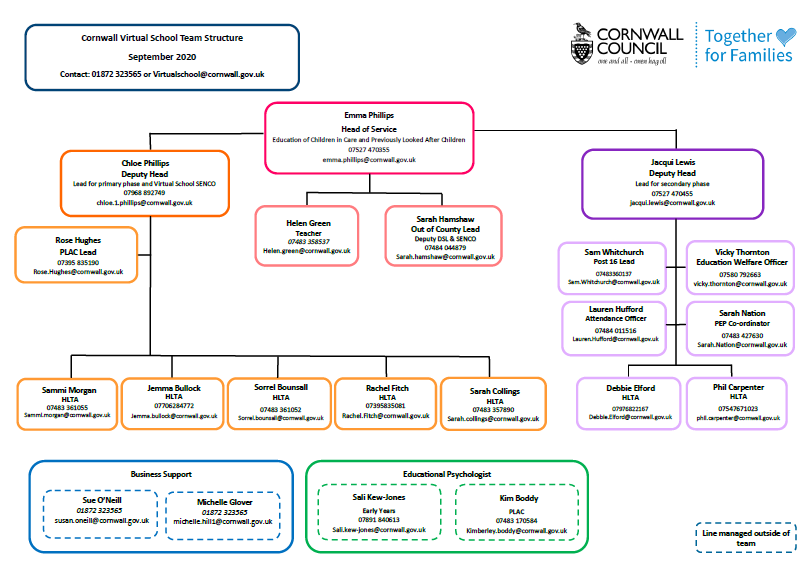 Cornwall Virtual School Team Structure
September 2020
Contact: 01872 323565 or Virtualschool@cornwall.gov.uk
CORNWALL
COUNCIL
one and all - onen hag oll
Together
for Families
Emma Phillips
Head of Service
Education of Children in Care and Previously Looked After Children
07527 470355
emma.phillips@cornwall.gov.uk
Chloe Phillips
Deputy Head
Lead for primary phase and Virtual School SENCO
07968 892749
chloe.1.phillips@cornwall.gov.uk
Jacqui Lewis
Deputy Head
Lead for secondary phase
07527 470455
jacqui.lewis@cornwall.gov.uk
Helen Green
Teacher
07483 358537
Helen.green@cornwall.gov.uk
Sarah Hamshaw
Out of County Lead
Deputy DSL & SENCO
07484 044879
Sarah.hamshaw@cornwall.gov.uk
Rose Hughes
PLAC Lead
07395 835190
Rose.Hughes@cornwall.gov.uk
Sam Whitchurch
Post 16 Lead
07483360137
Sam.Whitchurch@cornwall.gov.uk
Vicky Thornton
Education Welfare Officer
07580 792663
vicky.thornton@cornwall.gov.uk
Lauren Hufford
Attendance Officer
07484 011516
Lauren.Hufford@cornwall.gov.uk
Sarah Nation
PEP Co-ordinator
07483 427630
Sarah.Nation@cornwall.gov.uk
Sammi Morgan
HLTA
07483 361055
Sammi.morgan@cornwall.gov.uk
Jemma Bullock
HLTA
07706284772
Jemma.bullock@cornwall.gov.uk
Sorrel Bounsall
HLTA
07483 361052
Sorrel.bounsall@cornwall.gov.uk
Rachel Fitch
HLTA
07395835081
Rachel.Fitch@cornwall.gov.uk
Sarah Collings
HLTA
07483 357890
Sarah.collings@cornwall.gov.uk
Debbie Elford
HLTA
07976822167
Debbie.Elford@cornwall.gov.uk
Phil Carpenter
HLTA
07547671023
phil.carpenter@cornwall.gov.uk
Business Support
Sue O'Neill
01872 323565
susan.oneill@cornwall.gov.uk
Michelle Glover
01872 323565
michelle.hill1@cornwall.gov.uk
Educational Psychologist
Sali Kew-Jones
Early Years
07891 840613
Sali.kew-jones@cornwall.gov.uk
Kim Boddy
PLAC
07483 170584
Kimberley.boddy@cornwall.gov.uk
Line managed outside of
team